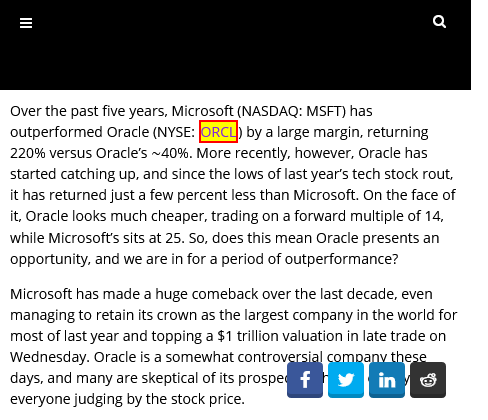 Over the past five years, Microsoft (NASDAQ: MSFT) has
outperformed Oracle (NYSE: ORCL) by a large margin, returning
220% versus Oracle’s ~40%. More recently, however, Oracle has
started catching up, and since the lows of last year’s tech stock rout,
it has returned just a few percent less than Microsoft. On the face of
it, Oracle looks much cheaper, trading on a forward multiple of 14,
while Microsoft’s sits at 25. So, does this mean Oracle presents an
opportunity, and we are in for a period of outperformance?
Microsoft has made a huge comeback over the last decade, even
managing to retain its crown as the largest company in the world for
most of last year and topping a $1 trillion valuation in late trade on
Wednesday. Oracle is a somewhat controversial company these
days, and many are skeptical of its
everyone judging by the stock price.